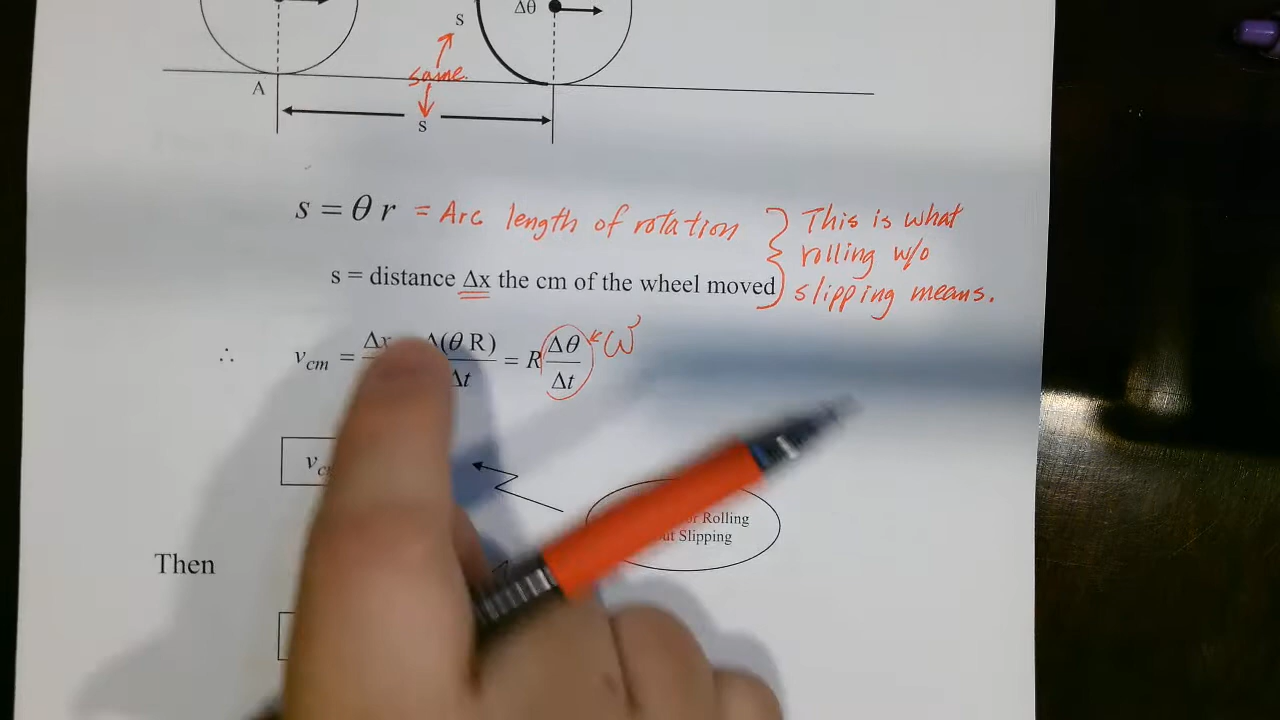 s Δθ
same.
A
s
s = θ r = Arc length of rotation } This is what
rolling w/o
s = distance Δx the cm of the wheel moved } slipping means.
∴ v_cm = Δ(θ R) / Δt = R Δθ / Δt ω
Rolling
Slipping
Then